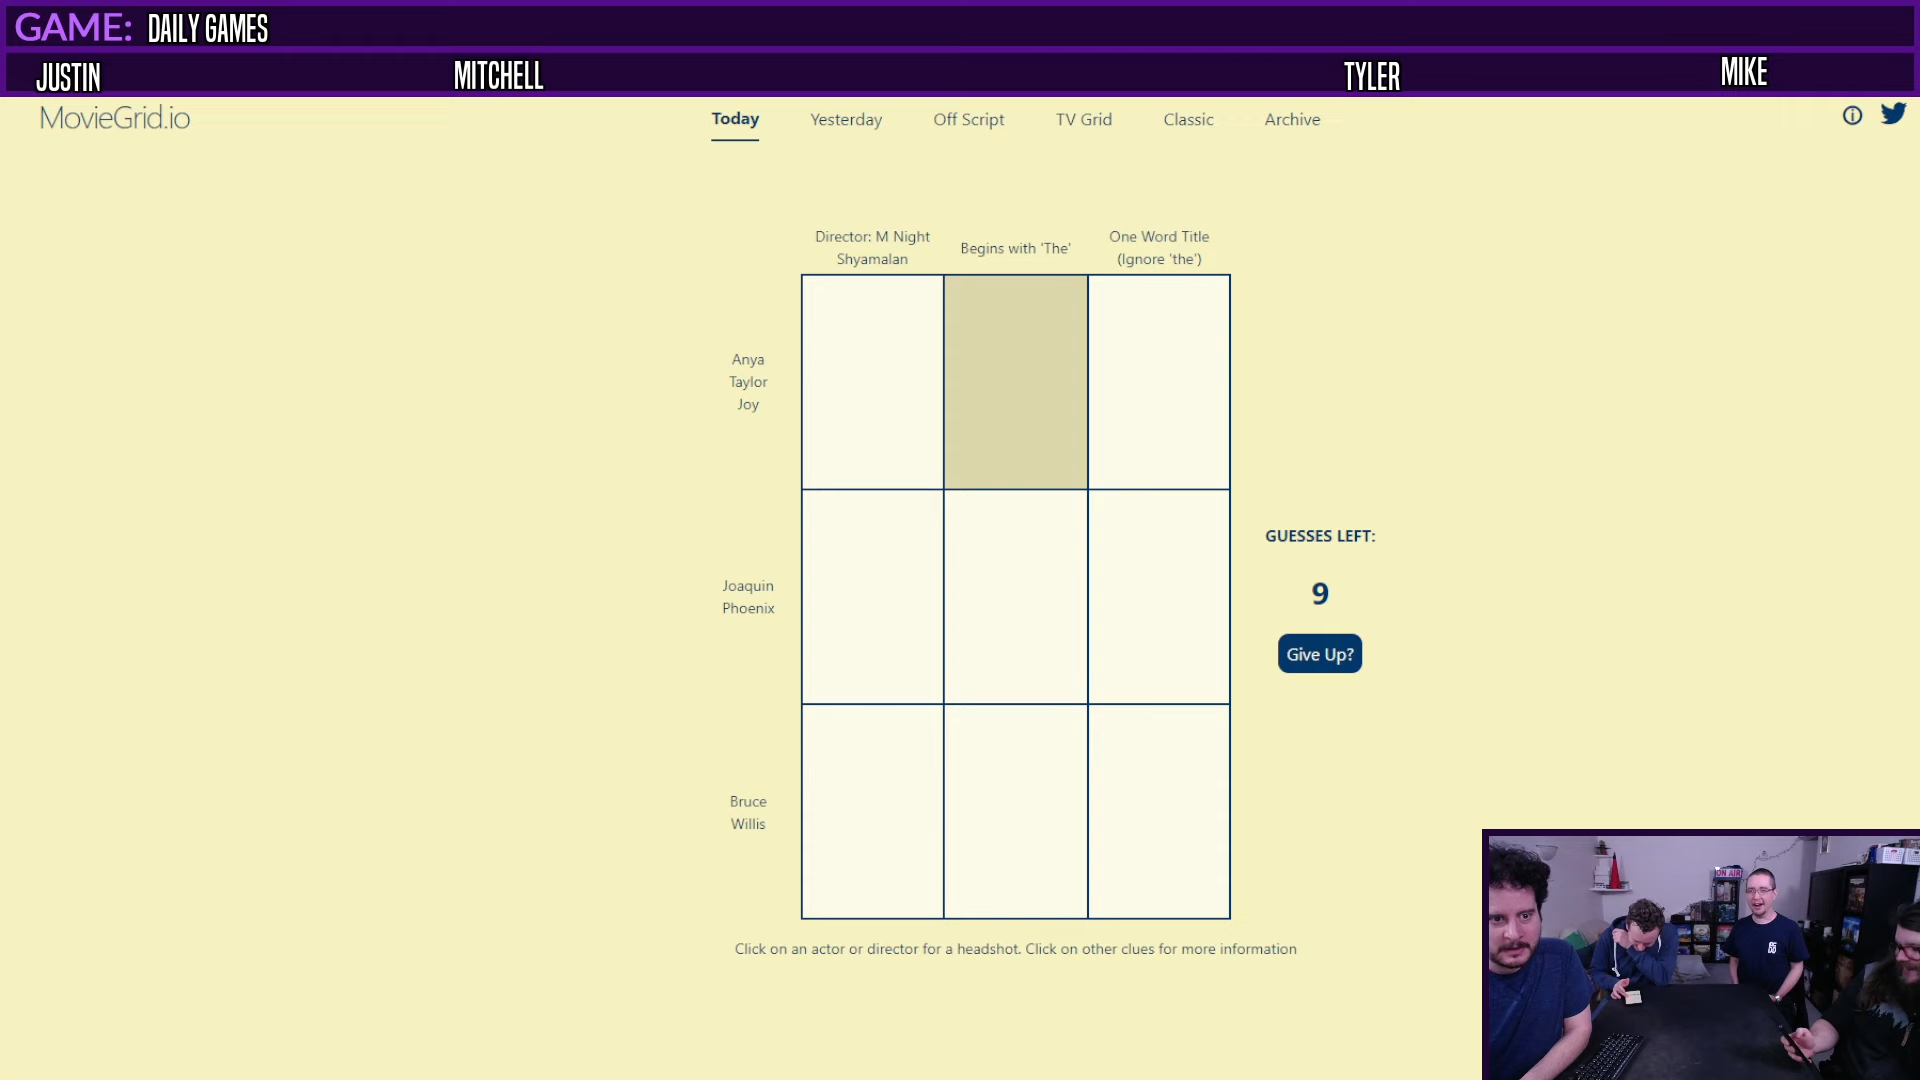 GAME: DAILY GAMES
JUSTIN MITCHELL TYLER MIKE
MovieGrid.io
Today Yesterday Off Script TV Grid Classic Archive
Director: M Night
Shyamalan
Begins with 'The'
One Word Title
(Ignore 'the')
Anya
Taylor
Joy
Joaquin
Phoenix
Bruce
Willis
GUESSES LEFT:
9
Give Up?
Click on an actor or director for a headshot. Click on other clues for more information
ON AIR